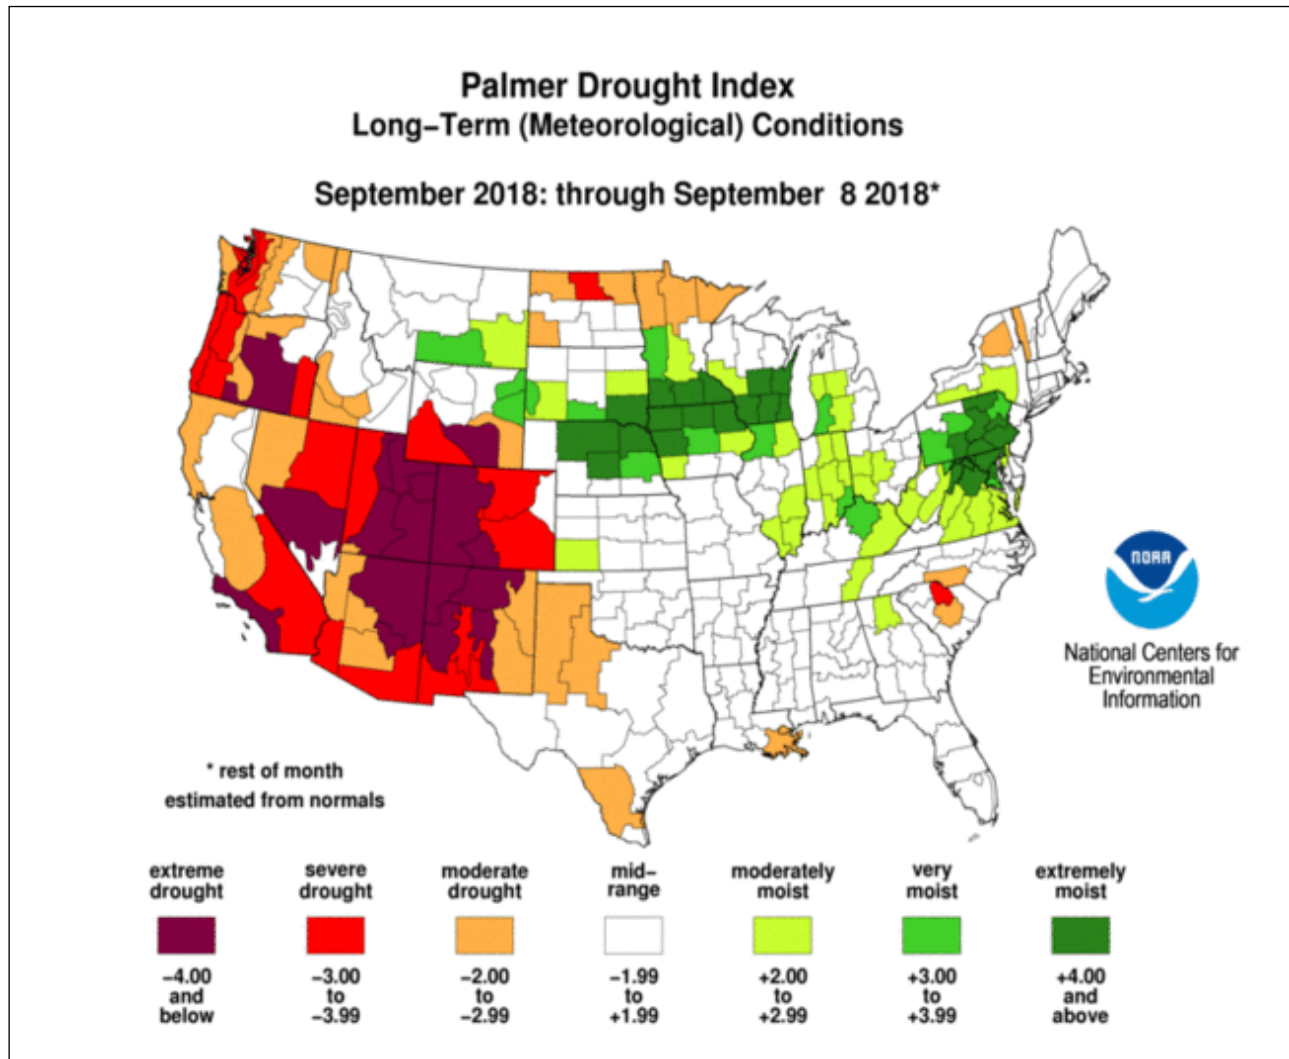 Palmer Drought Index
Long-Term (Meteorological) Conditions
September 2018: through September 8 2018*
NOAA
National Centers for
Environmental
Information
* rest of month
estimated from normals
extreme
drought
severe
drought
moderate
drought
mid-
range
moderately
moist
very
moist
extremely
moist
-4.00
and
below
-3.00
to
-3.99
-2.00
to
-2.99
-1.99
to
+1.99
+2.00
to
+2.99
+3.00
to
+3.99
+4.00
and
above